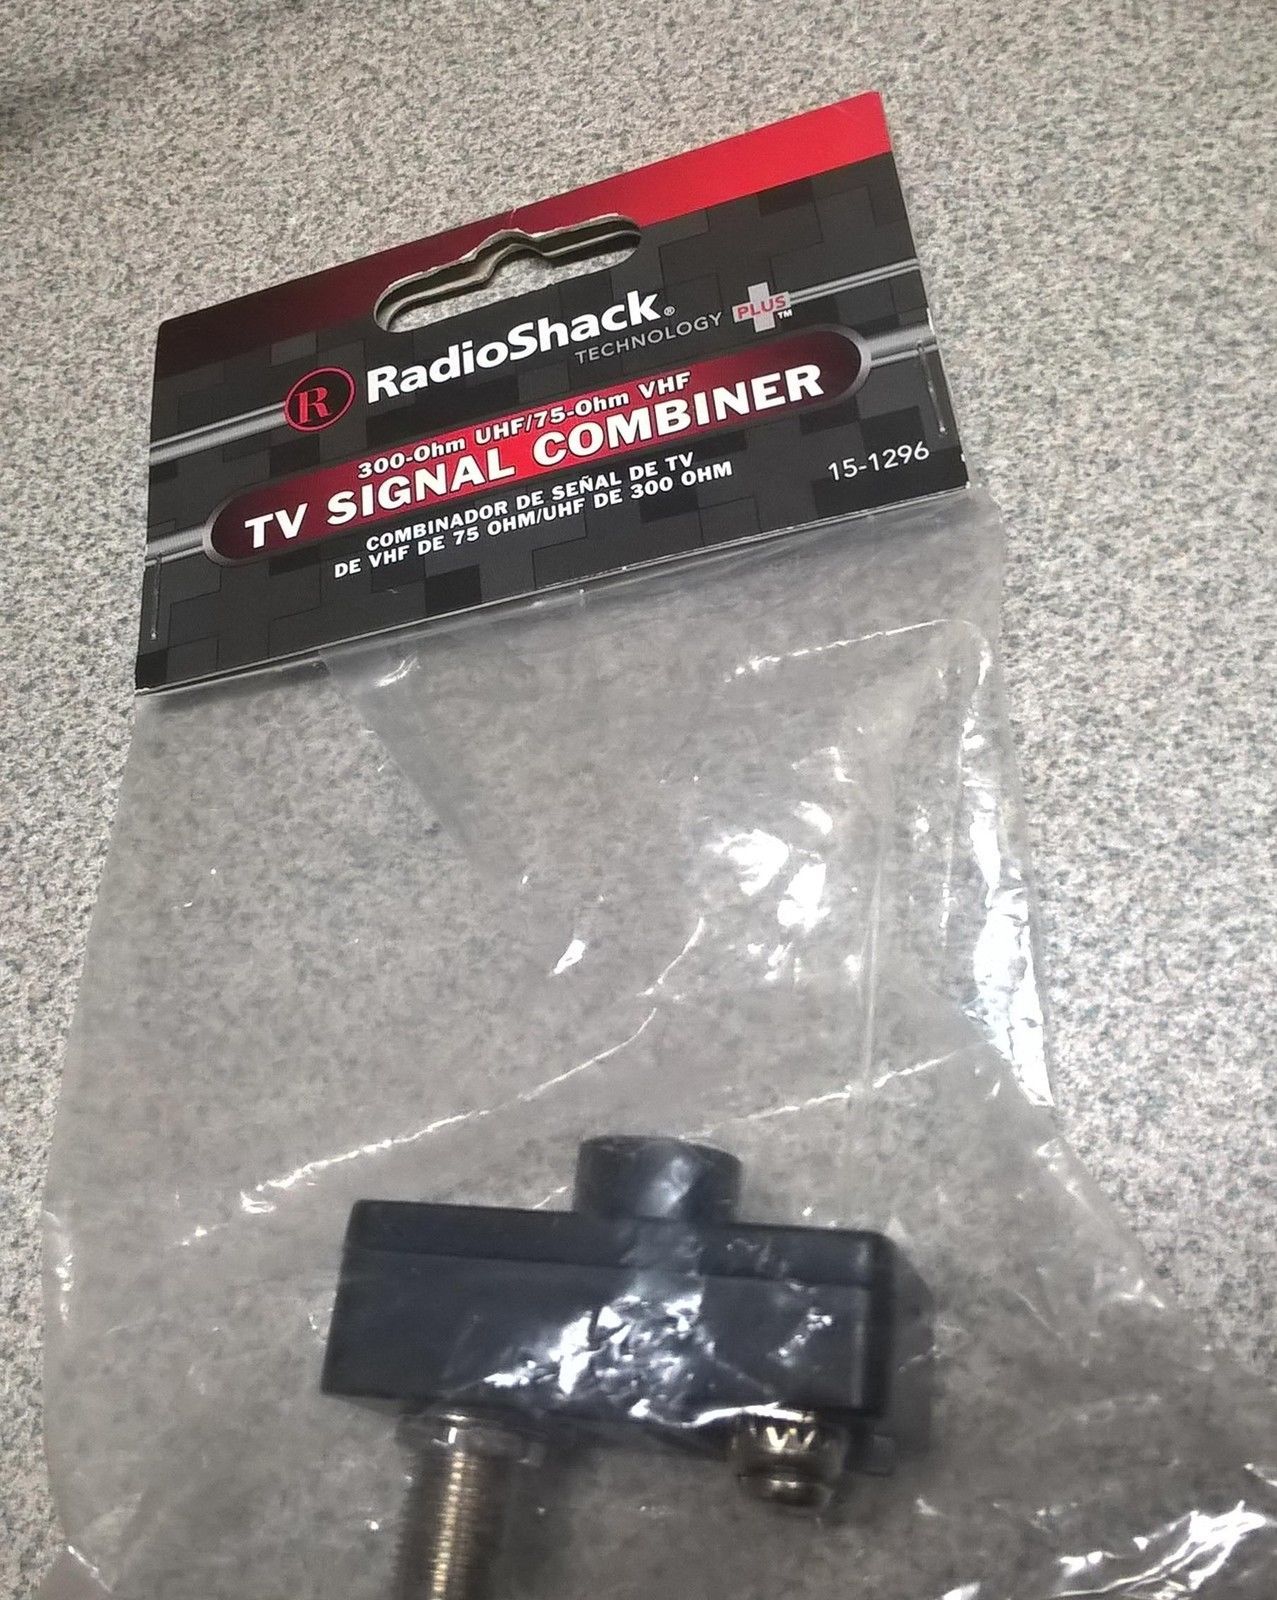 R RadioShack®
TECHNOLOGY PLUS™
300-Ohm UHF/75-Ohm VHF
TV SIGNAL COMBINER
COMBINADOR DE SEÑAL DE TV
DE VHF DE 75 OHM/UHF DE 300 OHM
15-1296